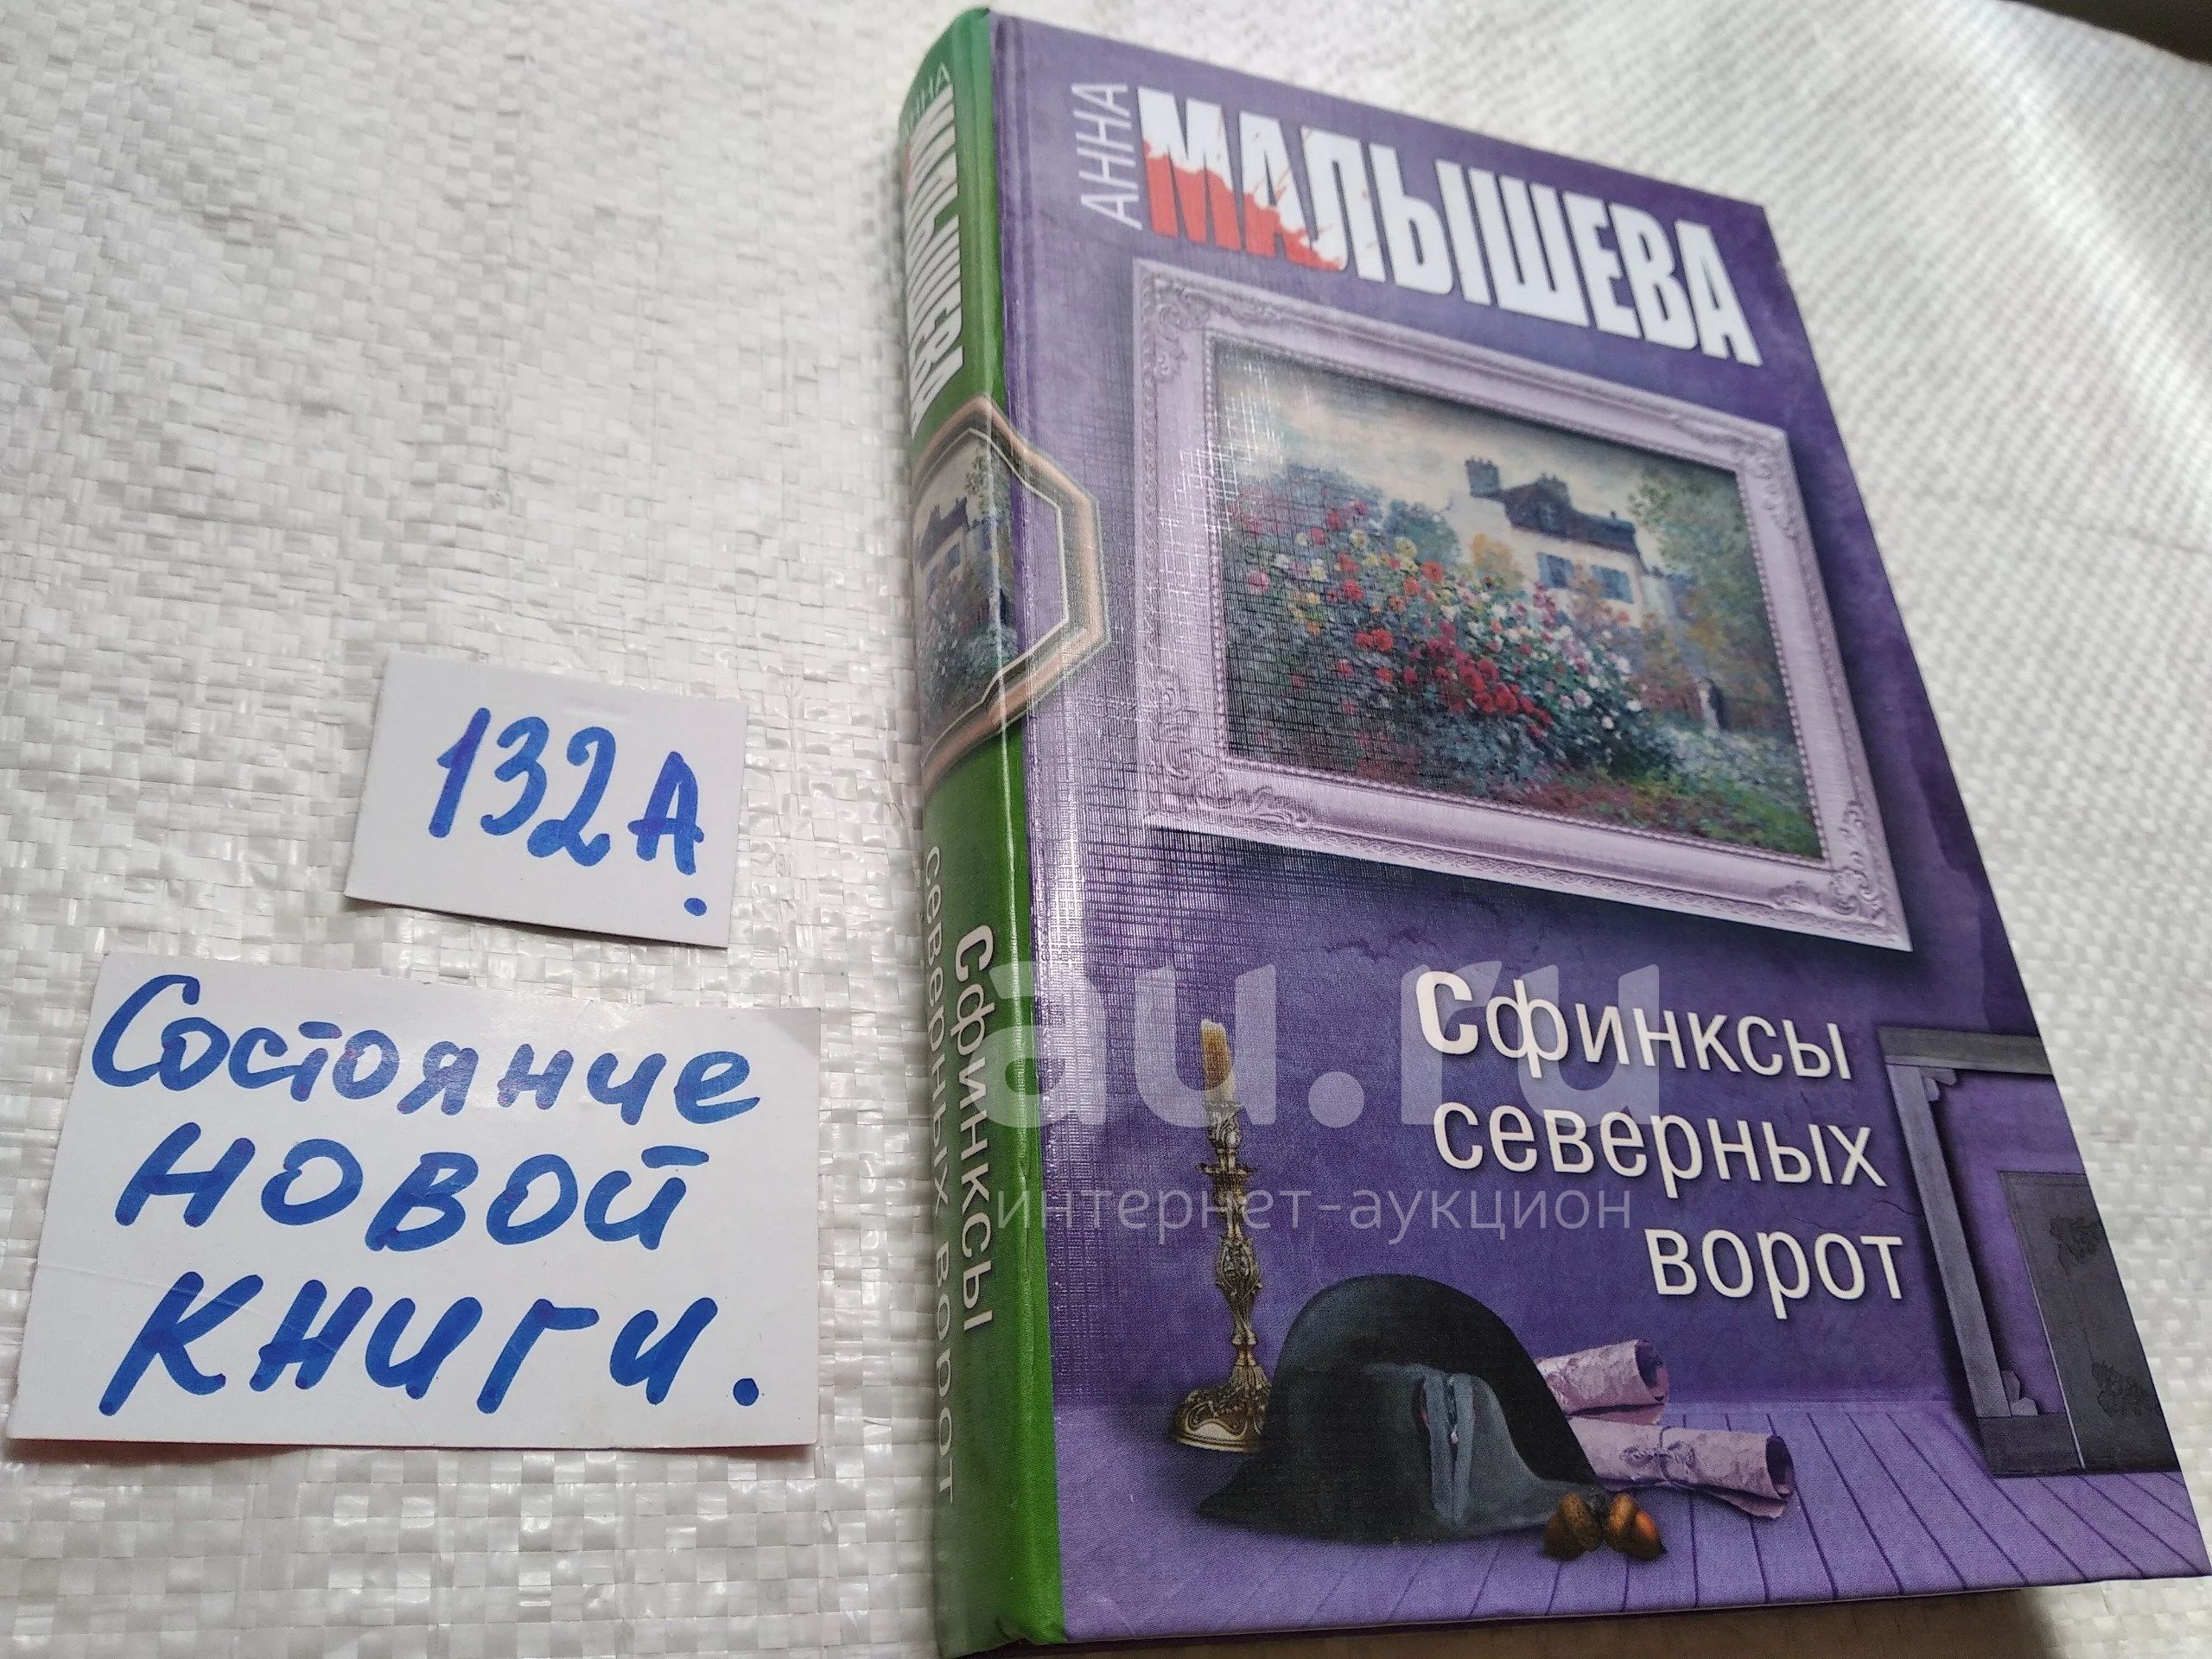 АННА
МАЛЫШЕВА
Сфинксы
северных
ворот
АННА
МАЛЫШЕВА
Сфинксы
северных ворот
132А.
Состояние
новой
книги.
au.ru
интернет-аукцион